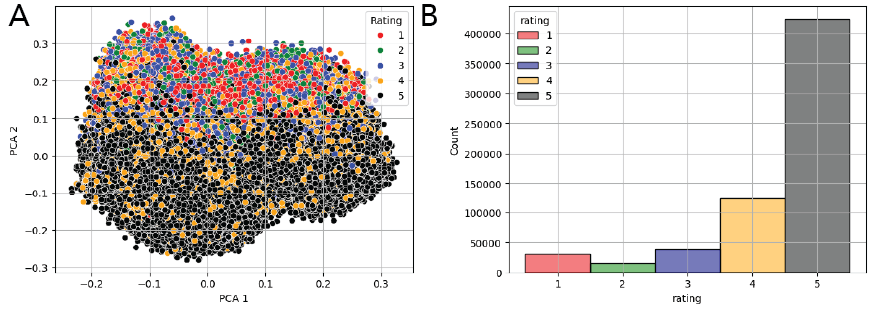 A
Rating
1
2
3
4
5
0.3
0.2
0.1
0.0
−0.1
−0.2
−0.3
PCA 2
−0.2 −0.1 0.0 0.1 0.2 0.3
PCA 1
B
rating
1
2
3
4
5
400000
350000
300000
250000
200000
150000
100000
50000
0
Count
1 2 3 4 5
rating